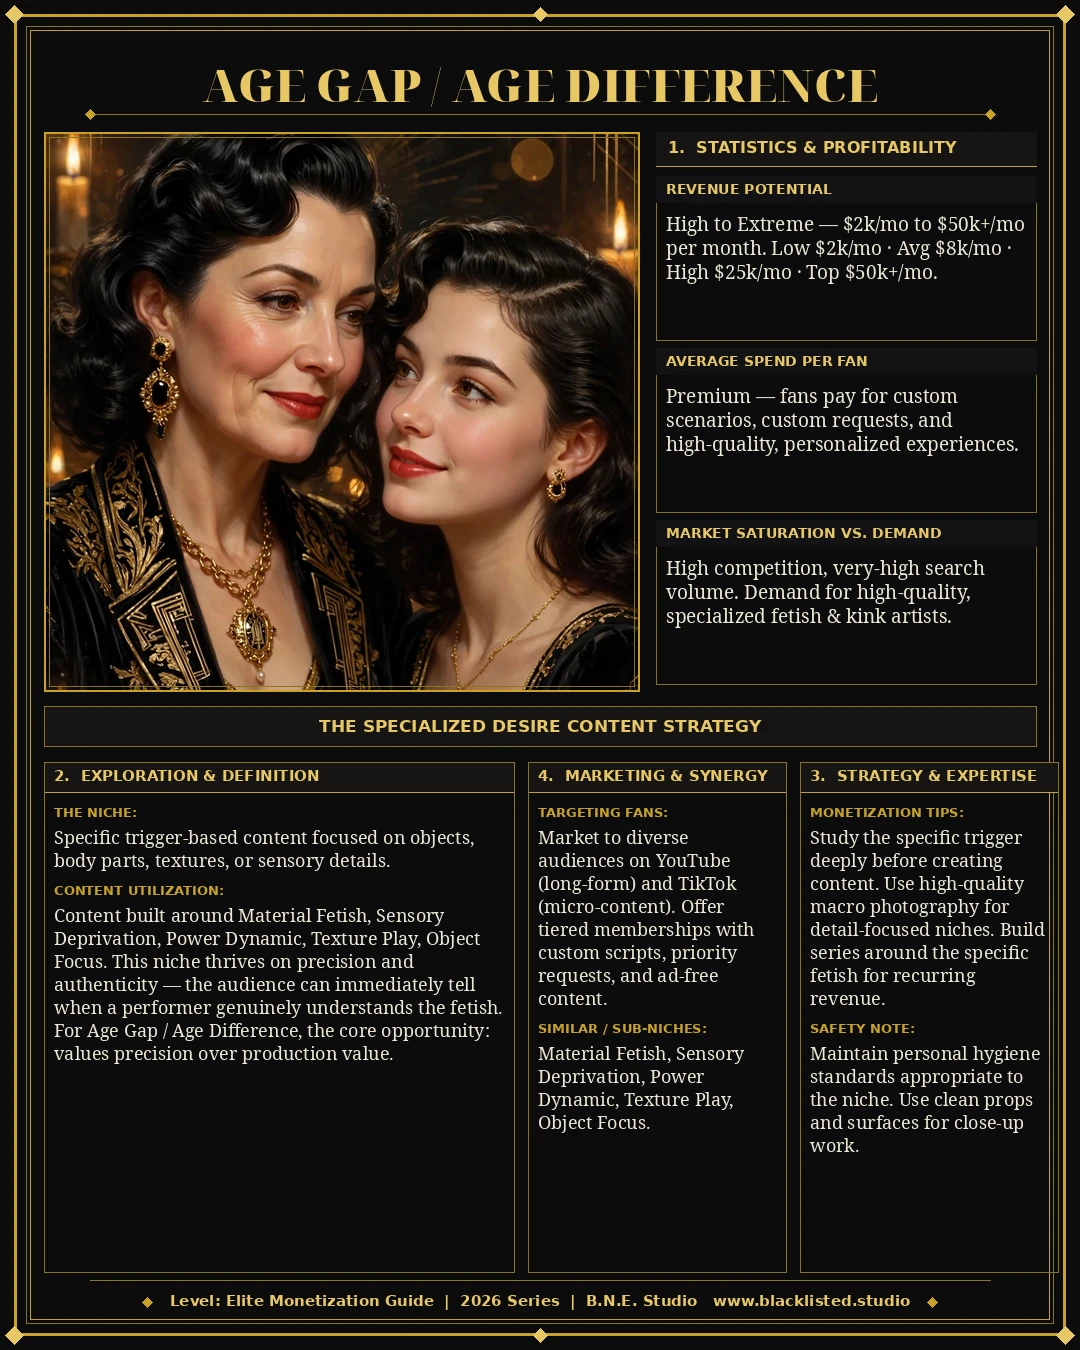 AGE GAP / AGE DIFFERENCE
1. STATISTICS & PROFITABILITY
REVENUE POTENTIAL
High to Extreme — $2k/mo to $50k+/mo
per month. Low $2k/mo · Avg $8k/mo ·
High $25k/mo · Top $50k+/mo.
AVERAGE SPEND PER FAN
Premium — fans pay for custom
scenarios, custom requests, and
high-quality, personalized experiences.
MARKET SATURATION VS. DEMAND
High competition, very-high search
volume. Demand for high-quality,
specialized fetish & kink artists.
THE SPECIALIZED DESIRE CONTENT STRATEGY
2. EXPLORATION & DEFINITION
THE NICHE:
Specific trigger-based content focused on objects,
body parts, textures, or sensory details.
CONTENT UTILIZATION:
Content built around Material Fetish, Sensory
Deprivation, Power Dynamic, Texture Play, Object
Focus. This niche thrives on precision and
authenticity — the audience can immediately tell
when a performer genuinely understands the fetish.
For Age Gap / Age Difference, the core opportunity:
values precision over production value.
4. MARKETING & SYNERGY
TARGETING FANS:
Market to diverse
audiences on YouTube
(long-form) and TikTok
(micro-content). Offer
tiered memberships with
custom scripts, priority
requests, and ad-free
content.
SIMILAR / SUB-NICHES:
Material Fetish, Sensory
Deprivation, Power
Dynamic, Texture Play,
Object Focus.
3. STRATEGY & EXPERTISE
MONETIZATION TIPS:
Study the specific trigger
deeply before creating
content. Use high-quality
macro photography for
detail-focused niches. Build
series around the specific
fetish for recurring
revenue.
SAFETY NOTE:
Maintain personal hygiene
standards appropriate to
the niche. Use clean props
and surfaces for close-up
work.
Level: Elite Monetization Guide | 2026 Series | B.N.E. Studio www.blacklisted.studio